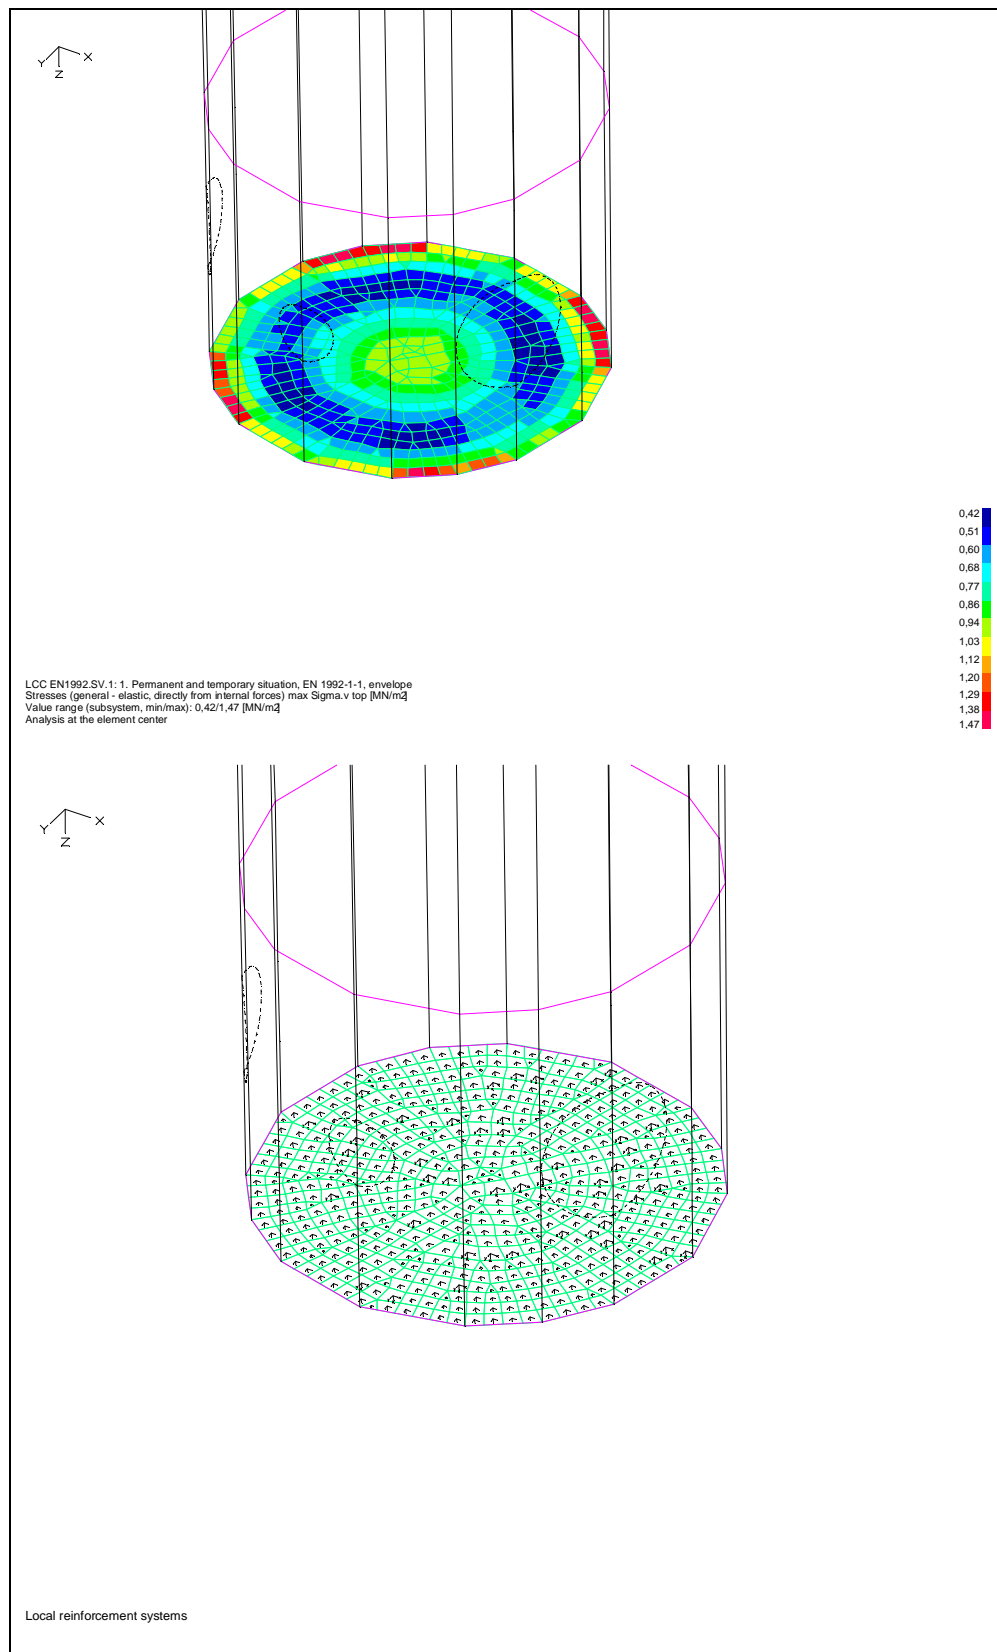 Y X
Z
0,42
0,51
0,60
0,68
0,77
0,86
0,94
1,03
1,12
1,20
1,29
1,38
1,47
LCC EN1992.SV.1: 1. Permanent and temporary situation, EN 1992-1-1, envelope
Stresses (general - elastic, directly from internal forces) max Sigma.v top [MN/m2]
Value range (subsystem, min/max): 0,42/1,47 [MN/m2]
Analysis at the element center
Y X
Z
Local reinforcement systems